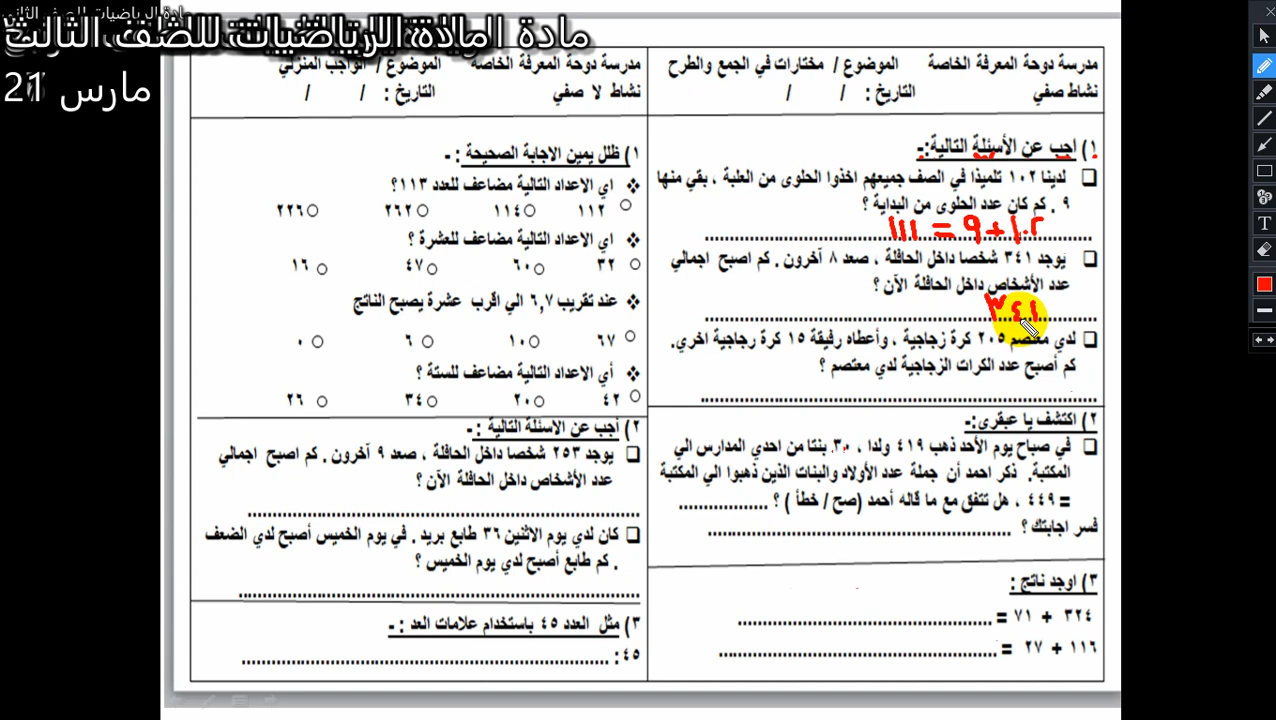 مادة الرياضيات للصف الثالث
21 مارس
مدرسة دوحة المعرفة الخاصة الموضوع / مختارات في الجمع والطرح
نشاط صفي التاريخ : / /
١) اجب عن الأسئلة التالية:-
لدينا ١٠٢ تلميذا في الصف جميعهم اخذوا الحلوى من العلبة ، بقي منها
٩ . كم كان عدد الحلوى من البداية ؟
١٠٢ + ٩ = ١١١
يوجد ٣٤١ شخصا داخل الحافلة ، صعد ٨ آخرون . كم اصبح اجمالي
عدد الأشخاص داخل الحافلة الآن ؟
٣٤١
لدي معتصم ٢٠٥ كرة زجاجية ، وأعطاه رفيقة ١٥ كرة زجاجية اخري.
كم أصبح عدد الكرات الزجاجية لدي معتصم ؟
٢) اكتشف يا عبقري:-
في صباح يوم الأحد ذهب ٤١٩ ولدا ، ٣٠ بنتا من احدي المدارس الي
المكتبة. ذكر احمد أن جملة عدد الأولاد والبنات الذين ذهبوا الي المكتبة
= ٤٤٩ ، هل تتفق مع ما قاله أحمد (صح / خطأ ) ؟ ..................
فسر اجابتك ؟ ..................
٣) اوجد ناتج :
٣٢٤ + ٧١ = ..................
١١٦ + ٢٧ = ..................
مدرسة دوحة المعرفة الخاصة الموضوع / الواجب المنزلي
نشاط لا صفي التاريخ : / /
١) ظلل يمين الاجابة الصحيحة : -
اي الاعداد التالية مضاعف للعدد ١١٣؟
١١٢ ١١٤ ٢٦٢ ٢٢٦
اي الاعداد التالية مضاعف للعشرة ؟
٣٢ ٦٠ ٤٧ ١٦
عند تقريب ٦,٧ الي اقرب عشرة يصبح الناتج
٦٧ ١٠ ٦ ٠
أي الاعداد التالية مضاعف للستة ؟
٤٢ ٢٠ ٣٤ ٢٦
٢) أجب عن الاسئلة التالية : -
يوجد ٢٥٣ شخصا داخل الحافلة ، صعد ٩ آخرون . كم اصبح اجمالي
عدد الأشخاص داخل الحافلة الآن ؟
كان لدي يوم الاثنين ٣٦ طابع بريد . في يوم الخميس أصبح لدي الضعف
. كم طابع أصبح لدي يوم الخميس ؟
٣) مثل العدد ٤٥ باستخدام علامات العد : -
٤٥ : ..................